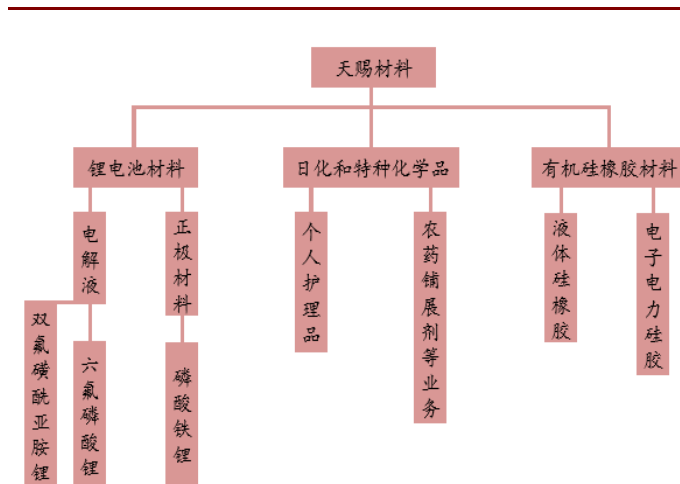 天赐材料
锂电池材料
日化和特种化学品
有机硅橡胶材料
电解液
正极材料
个人护理品
农药铺展剂等业务
液体硅橡胶
电子电力硅胶
双氟磺酰亚胺锂
六氟磷酸锂
磷酸铁锂